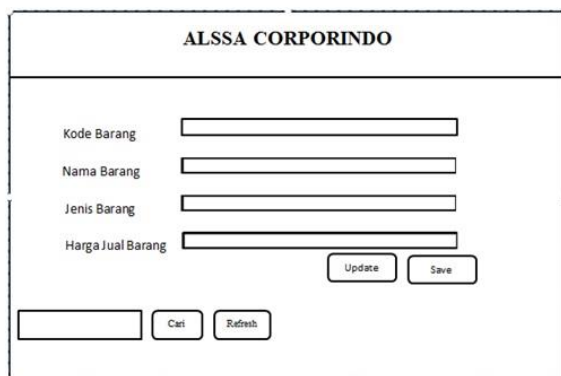 ALSSA CORPORINDO
Kode Barang
Nama Barang
Jenis Barang
Harga Jual Barang
Update Save
Cari Refresh